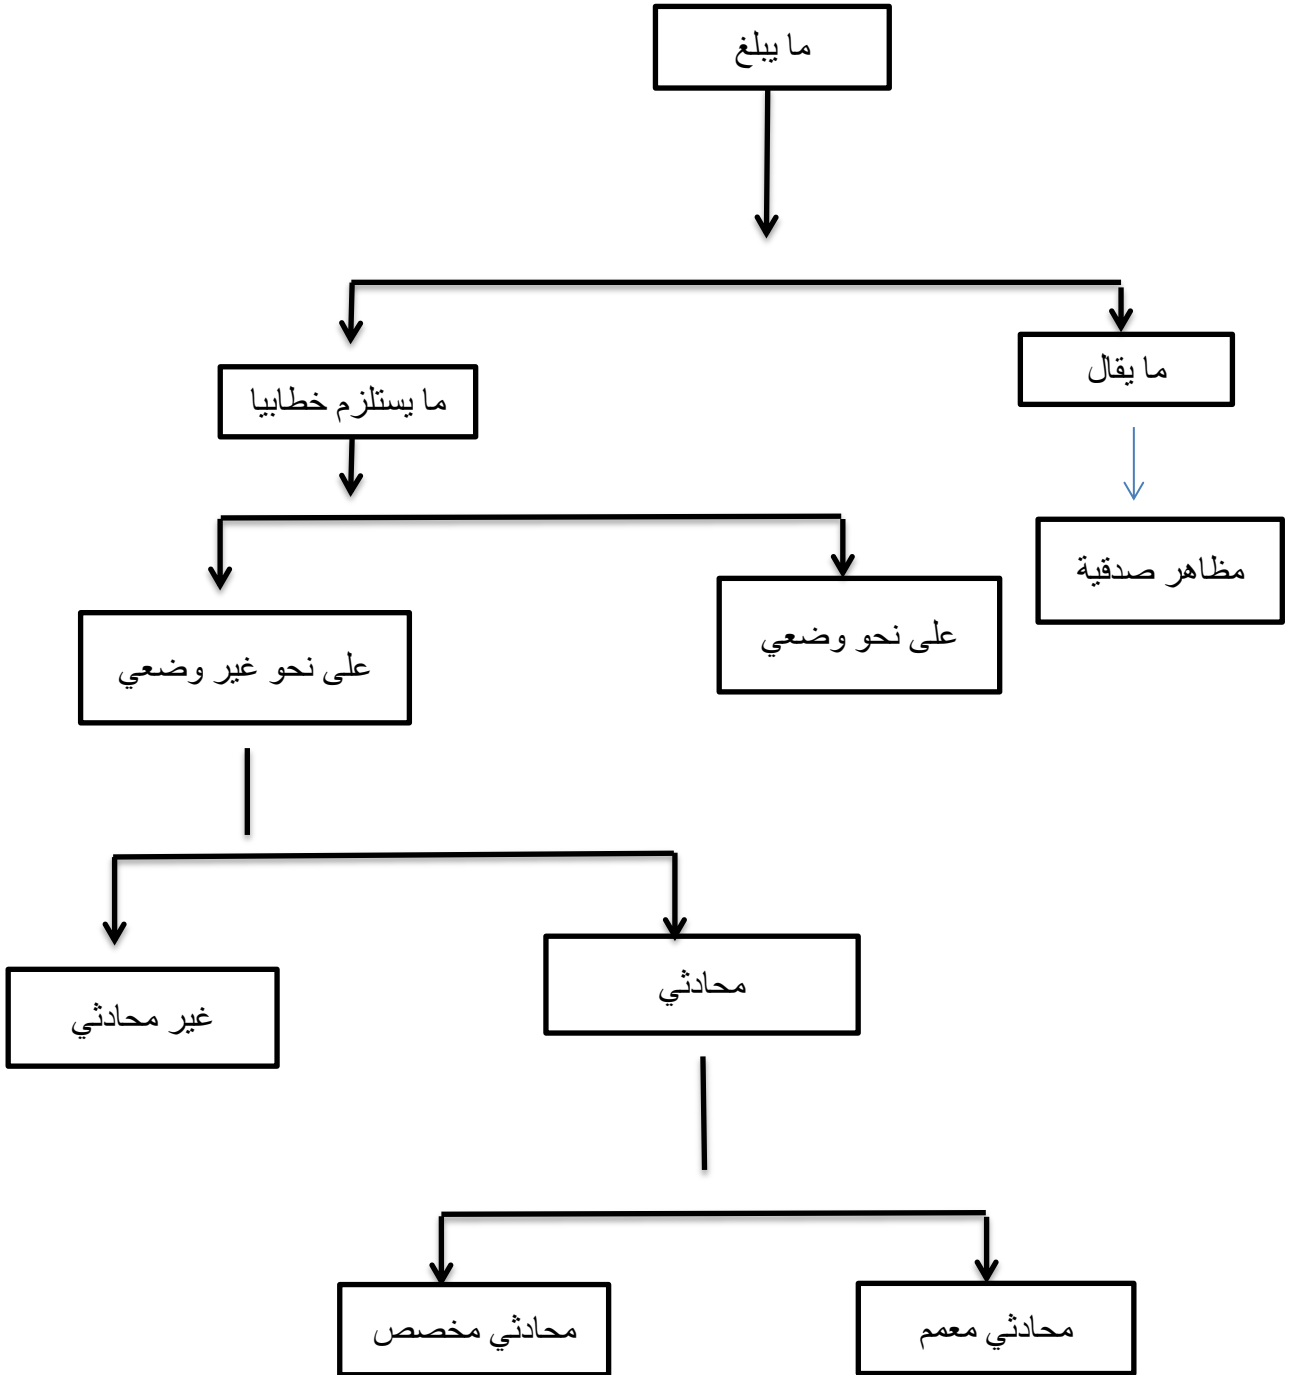 ما يبلغ
ما يقال
ما يستلزم خطابيا
مظاهر صدقية
على نحو وضعي
على نحو غير وضعي
محادثي
غير محادثي
محادثي معمم
محادثي مخصص